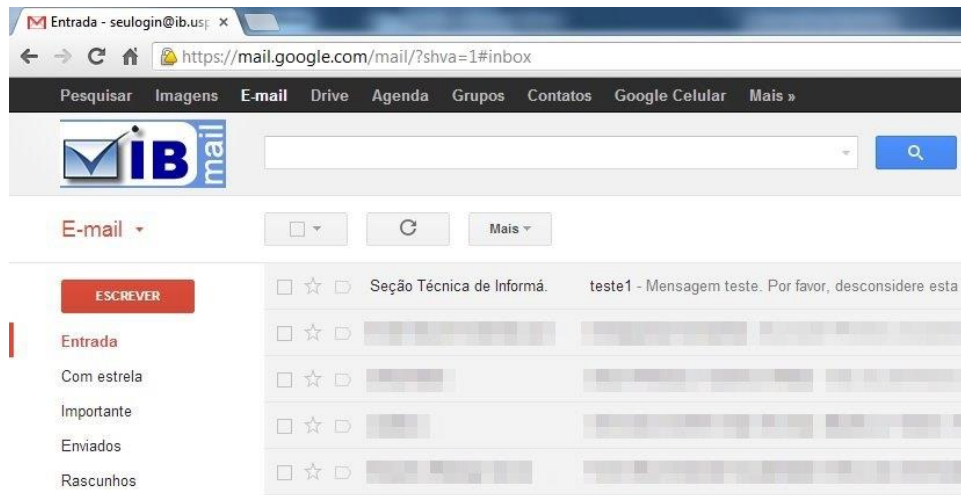 Entrada - seulogin@ib.usp
https://mail.google.com/mail/?shva=1#inbox
Pesquisar Imagens E-mail Drive Agenda Grupos Contatos Google Celular Mais »
iB mail
E-mail
Mais
ESCREVER
Seção Técnica de Informá. teste1 - Mensagem teste. Por favor, desconsidere esta
Entrada
Com estrela
Importante
Enviados
Rascunhos